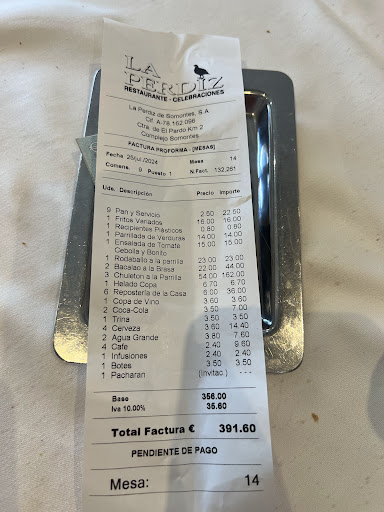 LA
PERDIZ
RESTAURANTE - CELEBRACIONES
La Perdiz de Somontes, S.A
Cif. A-78.162.098
Ctra. de El Pardo Km 2
Complejo Somontes
FACTURA PROFORMA - [MESAS]
Fecha 26/jul./2024 Mesa 14
Comens. 9 Puesto 1 N.Fact. 132,261
Uds. Descripción Precio Importe
9 Pan y Servicio 2.50 22.50
1 Fritos Variados 16.00 16.00
1 Recipientes Plásticos 0.80 0.80
1 Parrillada de Verduras 14.00 14.00
1 Ensalada de Tomate 15.00 15.00
Cebolla y Bonito
1 Rodaballo a la parrilla 23.00 23.00
2 Bacalao a la Brasa 22.00 44.00
3 Chuleton a la Parrilla 54.00 162.00
1 Helado Copa 6.70 6.70
6 Repostería de la Casa 6.00 36.00
1 Copa de Vino 3.60 3.60
2 Coca-Cola 3.50 7.00
1 Trina 3.50 3.50
4 Cerveza 3.60 14.40
2 Agua Grande 3.80 7.60
4 Café 2.40 9.60
1 Infusiones 2.40 2.40
1 Botes 3.50 3.50
1 Pacharan (Invitac.) ---
Base 356.00
Iva 10.00% 35.60
Total Factura € 391.60
PENDIENTE DE PAGO
Mesa: 14